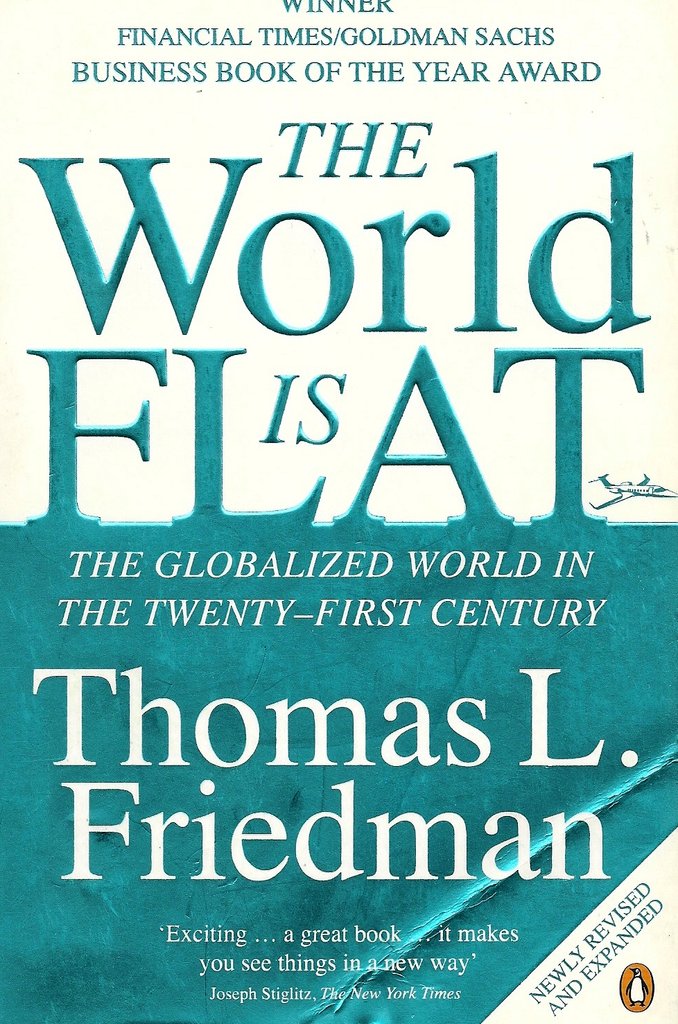 WINNER
FINANCIAL TIMES/GOLDMAN SACHS
BUSINESS BOOK OF THE YEAR AWARD
THE
World
IS
FLAT
THE GLOBALIZED WORLD IN
THE TWENTY–FIRST CENTURY
Thomas L.
Friedman
‘Exciting ... a great book ... it makes
you see things in a new way’
Joseph Stiglitz, The New York Times
NEWLY REVISED
AND EXPANDED